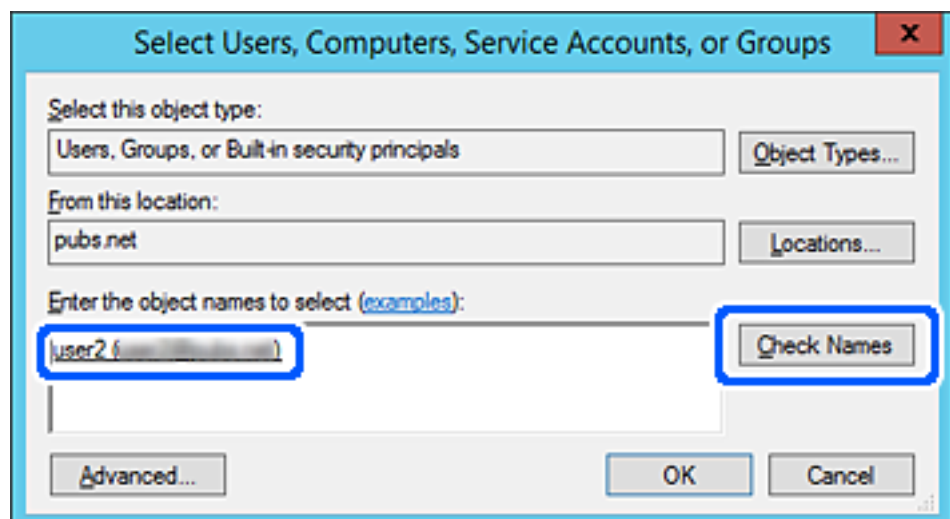 Select Users, Computers, Service Accounts, or Groups
x
Select this object type:
Users, Groups, or Built-in security principals
Object Types...
From this location:
pubs.net
Locations...
Enter the object names to select (examples):
user2 ( )
Check Names
Advanced...
OK
Cancel